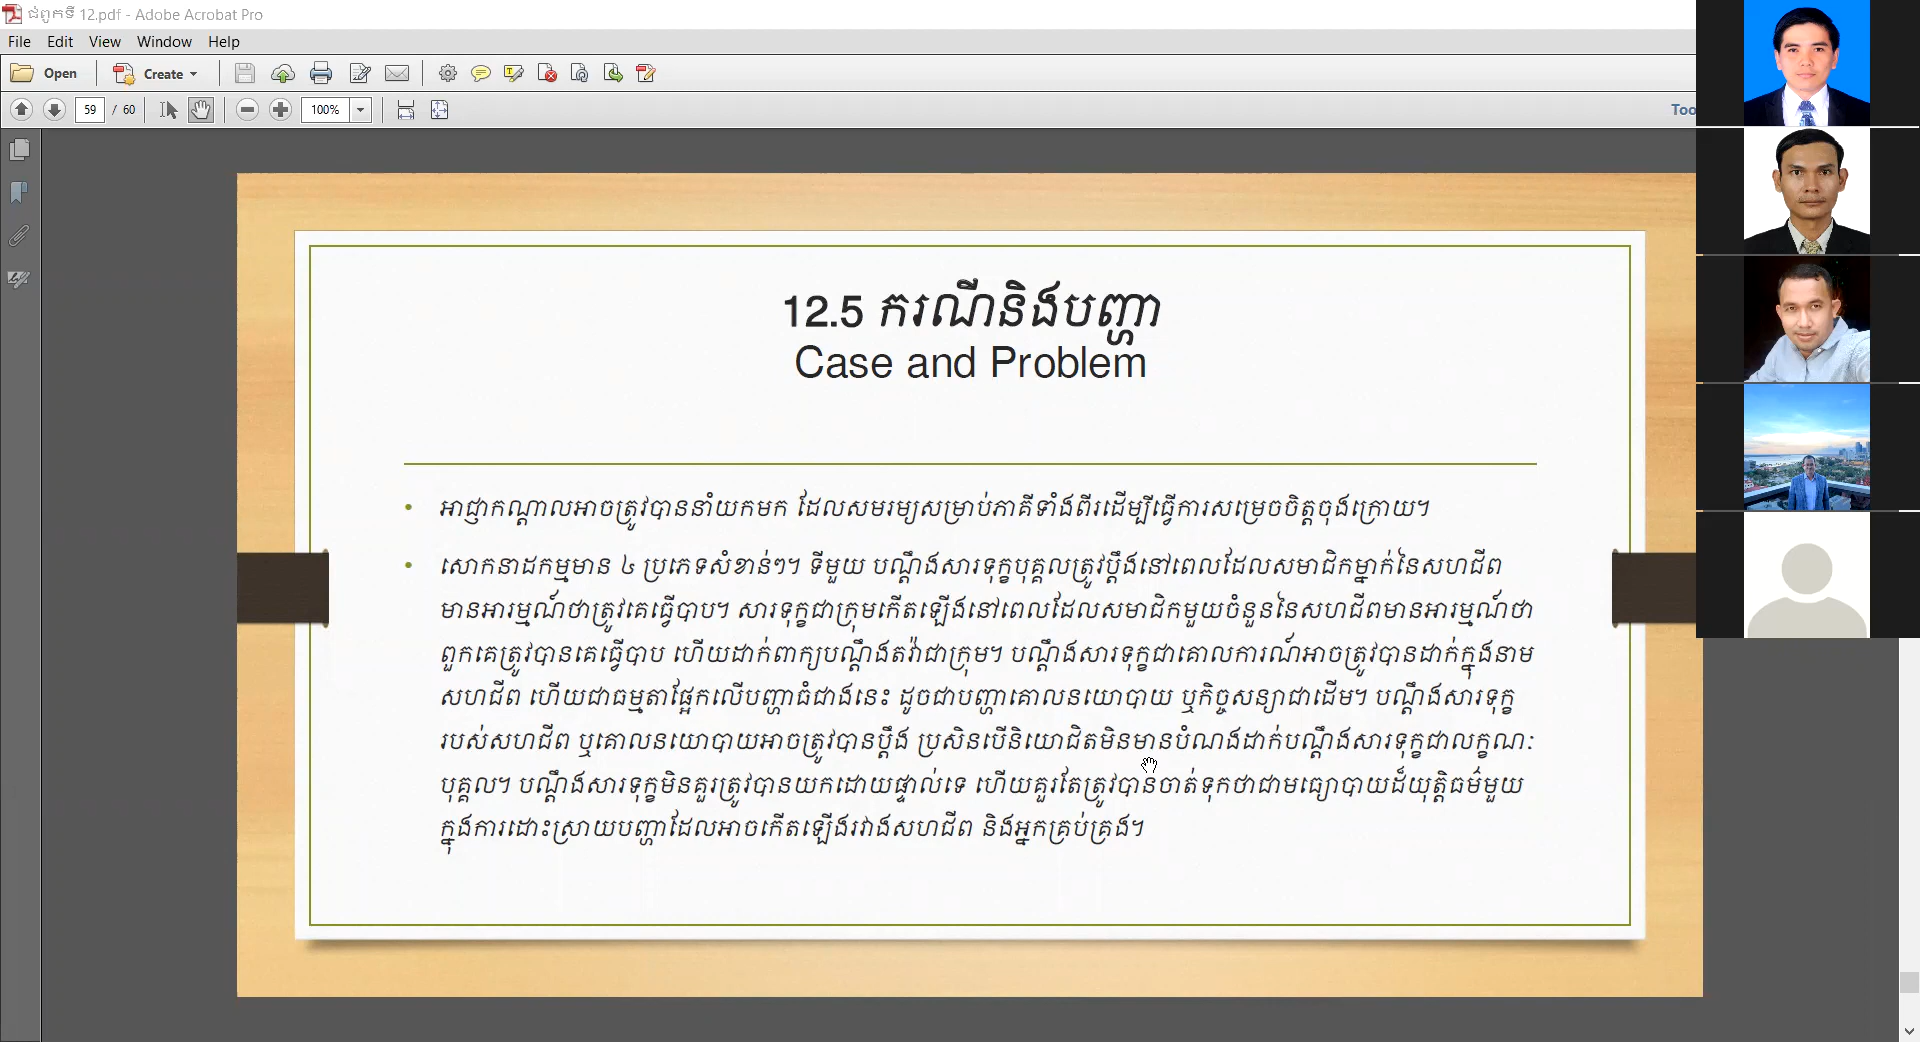 ជំពូកទី 12.pdf - Adobe Acrobat Pro
File Edit View Window Help
Open Create
59 / 60 100%
Too
12.5 ករណីនិងបញ្ហា
Case and Problem
• អាជ្ញាកណ្តាលអាចត្រូវបាននាំយកមក ដែលសមរម្យសម្រាប់ភាគីទាំងពីរដើម្បីធ្វើការសម្រេចចិត្តចុងក្រោយ។
• សោកនាដកម្មមាន ៤ ប្រភេទសំខាន់ៗ។ ទីមួយ បណ្តឹងសារទុក្ខបុគ្គលត្រូវប្តឹងនៅពេលដែលសមាជិកម្នាក់នៃសហជីព
មានអារម្មណ៍ថាត្រូវគេធ្វើបាប។ សារទុក្ខជាក្រុមកើតឡើងនៅពេលដែលសមាជិកមួយចំនួននៃសហជីពមានអារម្មណ៍ថា
ពួកគេត្រូវបានគេធ្វើបាប ហើយដាក់ពាក្យបណ្តឹងតវ៉ាជាក្រុម។ បណ្តឹងសារទុក្ខជាគោលការណ៍អាចត្រូវបានដាក់ក្នុងនាម
សហជីព ហើយជាធម្មតាផ្អែកលើបញ្ហាធំជាងនេះ ដូចជាបញ្ហាគោលនយោបាយ ឬកិច្ចសន្យាជាដើម។ បណ្តឹងសារទុក្ខ
របស់សហជីព ឬគោលនយោបាយអាចត្រូវបានប្តឹង ប្រសិនបើនិយោជិតមិនមានបំណងដាក់បណ្តឹងសារទុក្ខជាលក្ខណៈ
បុគ្គល។ បណ្តឹងសារទុក្ខមិនគួរត្រូវបានយកដោយផ្ទាល់ទេ ហើយគួរតែត្រូវបានចាត់ទុកថាជាមធ្យោបាយដ៏យុត្តិធម៌មួយ
ក្នុងការដោះស្រាយបញ្ហាដែលអាចកើតឡើងរវាងសហជីព និងអ្នកគ្រប់គ្រង។